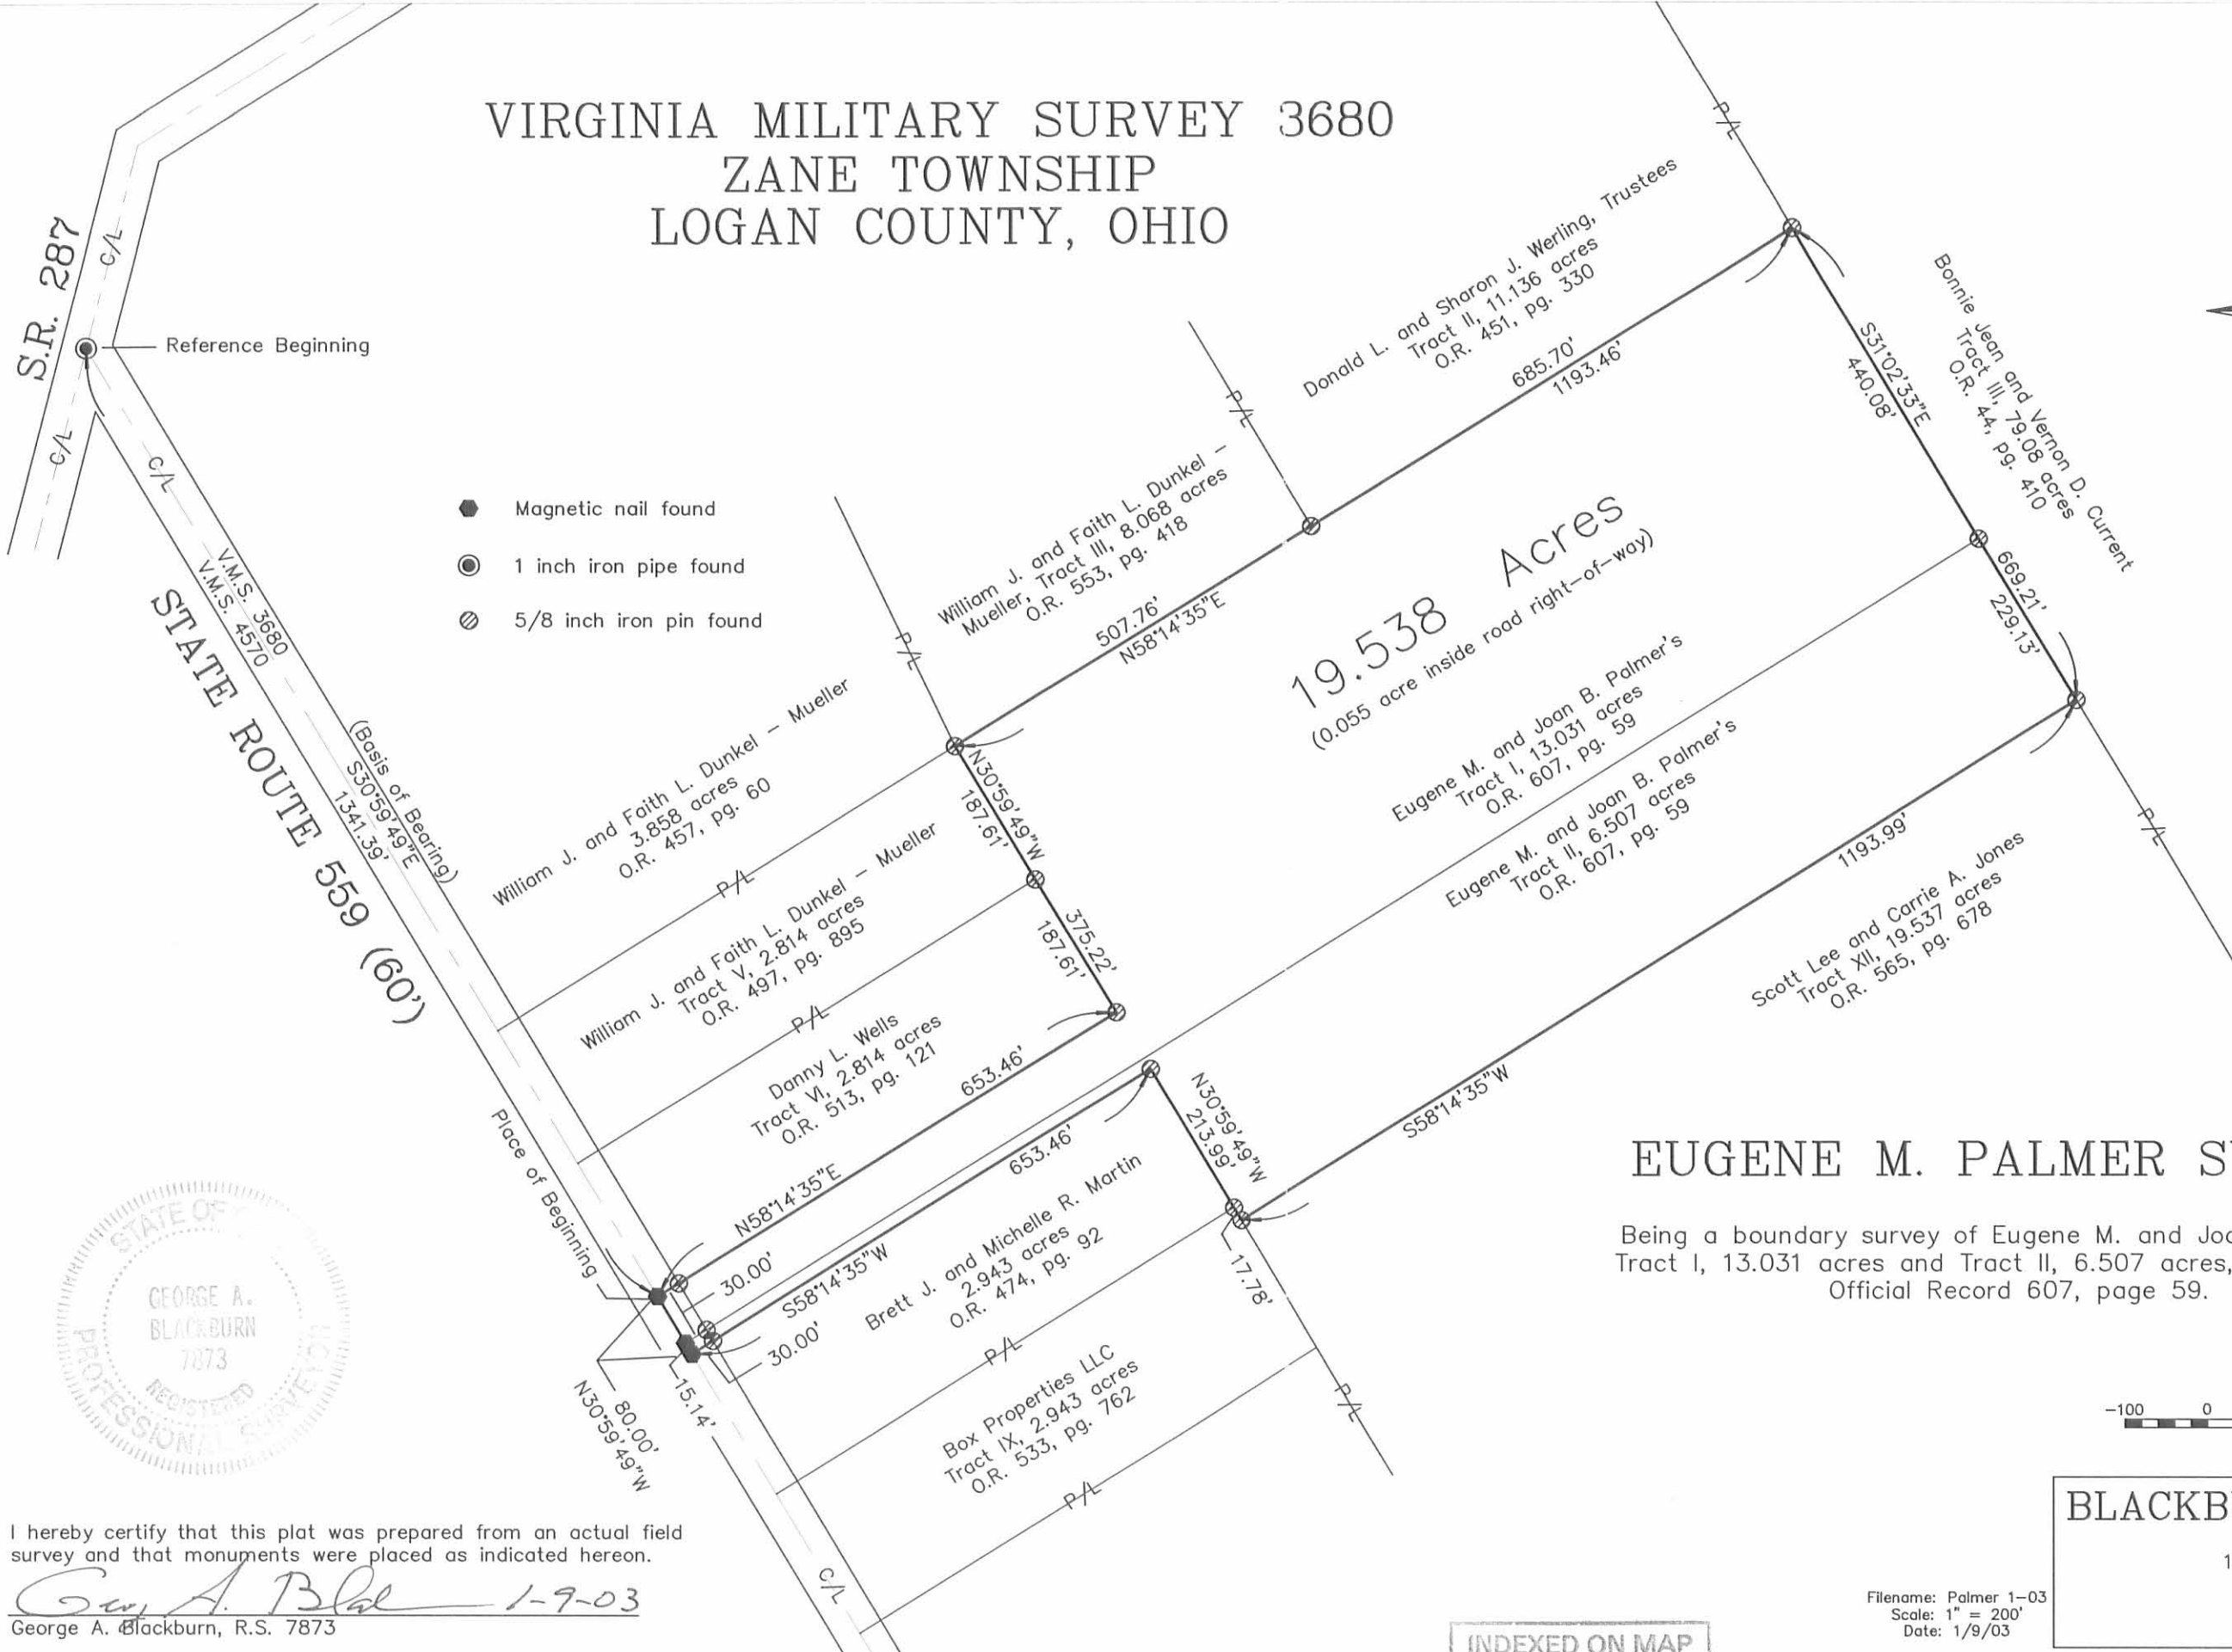 VIRGINIA MILITARY SURVEY 3680
ZANE TOWNSHIP
LOGAN COUNTY, OHIO
S.R. 287
C/L
C/L
Reference Beginning
C/L
Magnetic nail found
1 inch iron pipe found
5/8 inch iron pin found
V.M.S. 3680
V.M.S. 4570
STATE ROUTE 559 (60')
(Basis of Bearing)
S30°59'49"E
1341.39'
P/L
Donald L. and Sharon J. Werling, Trustees
Tract II, 11.136 acres
O.R. 451, pg. 330
685.70'
1193.46'
P/L
William J. and Faith L. Dunkel –
Mueller, Tract III, 8.068 acres
O.R. 553, pg. 418
507.76'
N58°14'35"E
P/L
Bonnie Jean and Vernon D. Current
Tract III, 79.08 acres
O.R. 44, pg. 410
S31°02'33"E
440.08'
669.21'
229.13'
19.538 Acres
(0.055 acre inside road right–of–way)
Eugene M. and Joan B. Palmer's
Tract I, 13.031 acres
O.R. 607, pg. 59
Eugene M. and Joan B. Palmer's
Tract II, 6.507 acres
O.R. 607, pg. 59
William J. and Faith L. Dunkel – Mueller
3.858 acres
O.R. 457, pg. 60
P/L
N30°59'49"W
187.61'
William J. and Faith L. Dunkel – Mueller
Tract V, 2.814 acres
O.R. 497, pg. 895
P/L
375.22'
187.61'
Danny L. Wells
Tract VI, 2.814 acres
O.R. 513, pg. 121
653.46'
N58°14'35"E
1193.99'
S58°14'35"W
P/L
Scott Lee and Carrie A. Jones
Tract XII, 19.537 acres
O.R. 565, pg. 678
Place of Beginning
30.00'
653.46'
S58°14'35"W
30.00'
N30°59'49"W
213.99'
17.78'
Brett J. and Michelle R. Martin
2.943 acres
O.R. 474, pg. 92
P/L
Box Properties LLC
Tract IX, 2.943 acres
O.R. 533, pg. 762
P/L
P/L
15.14'
80.00'
N30°59'49"W
C/L
EUGENE M. PALMER S
Being a boundary survey of Eugene M. and Joa
Tract I, 13.031 acres and Tract II, 6.507 acres,
Official Record 607, page 59.
–100 0
STATE OF
GEORGE A.
BLACKBURN
7873
REGISTERED
PROFESSIONAL SURVEYOR
I hereby certify that this plat was prepared from an actual field
survey and that monuments were placed as indicated hereon.
1-9-03
George A. Blackburn, R.S. 7873
BLACKB
1
Filename: Palmer 1–03
Scale: 1" = 200'
Date: 1/9/03
INDEXED ON MAP